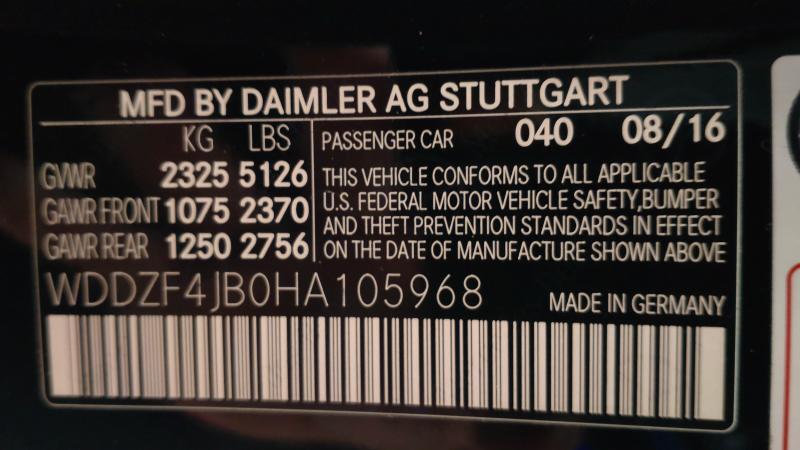 MFD BY DAIMLER AG STUTTGART
KG LBS
GVWR 2325 5126
GAWR FRONT 1075 2370
GAWR REAR 1250 2756
PASSENGER CAR 040 08/16
THIS VEHICLE CONFORMS TO ALL APPLICABLE
U.S. FEDERAL MOTOR VEHICLE SAFETY,BUMPER
AND THEFT PREVENTION STANDARDS IN EFFECT
ON THE DATE OF MANUFACTURE SHOWN ABOVE
WDDZF4JB0HA105968
MADE IN GERMANY